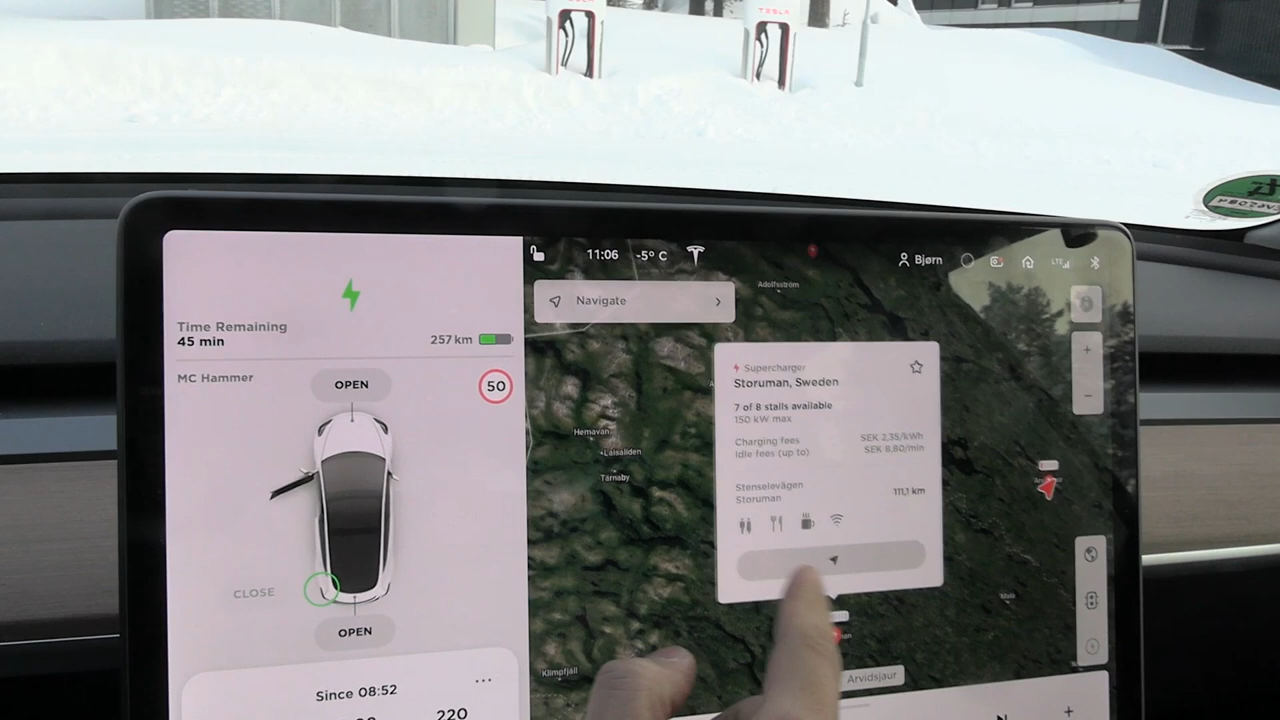 TESLA
11:06
-5° C
Bjørn
LTE
Time Remaining
45 min
257 km
MC Hammer
OPEN
50
CLOSE
OPEN
Since 08:52
220
Navigate
Adolfsström
Supercharger
Storuman, Sweden
7 of 8 stalls available
150 kW max
Charging fees
SEK 2,35/kWh
Idle fees (up to)
SEK 8,80/min
Stenselevägen
Storuman
111,1 km
Hemavan
Laisaliden
Tärnaby
Klimpfjäll
Malå
Arvidsjaur